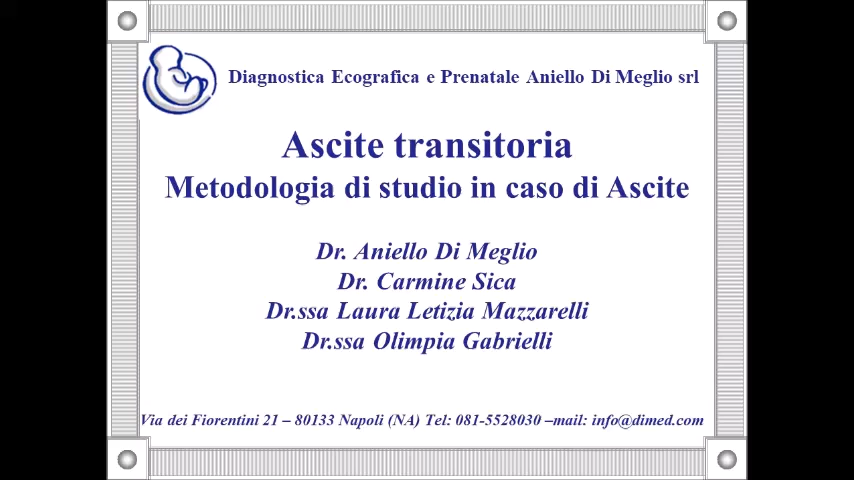 Diagnostica Ecografica e Prenatale Aniello Di Meglio srl
Ascite transitoria
Metodologia di studio in caso di Ascite
Dr. Aniello Di Meglio
Dr. Carmine Sica
Dr.ssa Laura Letizia Mazzarelli
Dr.ssa Olimpia Gabrielli
Via dei Fiorentini 21 – 80133 Napoli (NA) Tel: 081-5528030 –mail: info@dimed.com